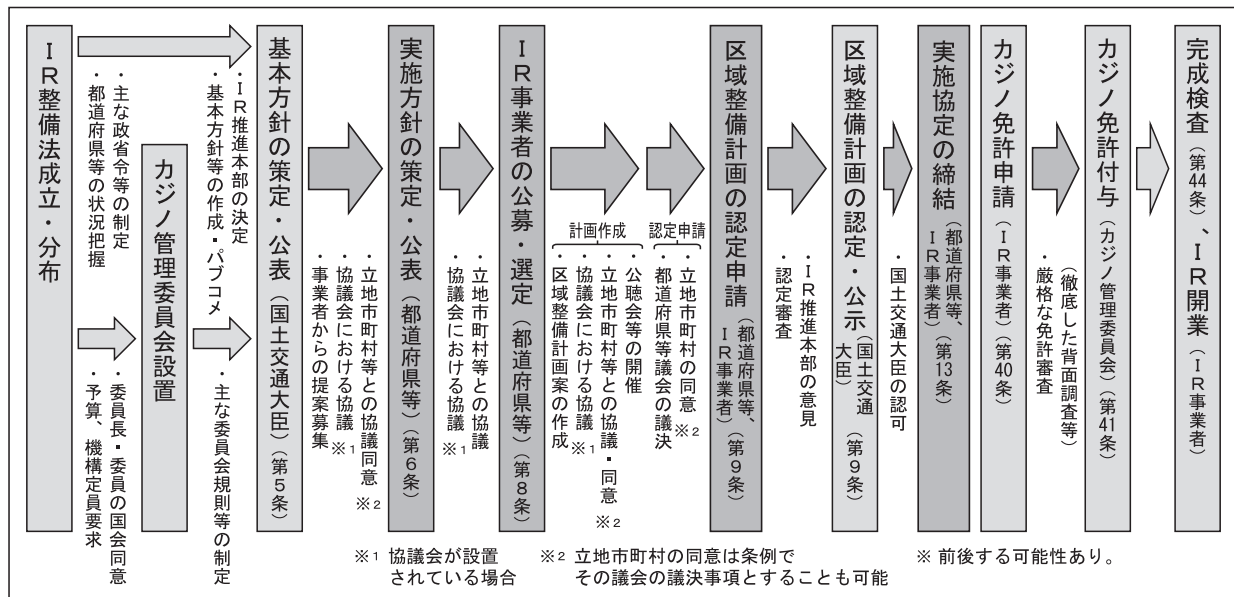 IR整備法成立・分布
・主な政省令等の制定
・都道府県等の状況把握
・委員長・委員の国会同意
・予算、機構定員要求
カジノ管理委員会設置
・IR推進本部の決定
・基本方針等の作成・パブコメ
・主な委員会規則等の制定
基本方針の策定・公表(国土交通大臣)(第5条)
・立地市町村等との協議同意※2
・協議会における協議※1
・事業者からの提案募集
実施方針の策定・公表(都道府県等)(第6条)
・立地市町村等との協議
・協議会における協議※1
IR事業者の公募・選定(都道府県等)(第8条)
計画作成
・公聴会等の開催
・立地市町村等との協議・同意※2
・協議会における協議※1
・区域整備計画案の作成
認定申請
・立地市町村の同意※2
・都道府県等議会の議決
区域整備計画の認定申請(都道府県等、IR事業者)(第9条)
・IR推進本部の意見
・認定審査
区域整備計画の認定・公示(国土交通大臣)(第9条)
・国土交通大臣の認可
実施協定の締結(都道府県等、IR事業者)(第13条)
カジノ免許申請(IR事業者)(第40条)
・厳格な免許審査
(徹底した背面調査等)
カジノ免許付与(カジノ管理委員会)(第41条)
完成検査(第44条)、IR開業(IR事業者)
※1 協議会が設置
されている場合
※2 立地市町村の同意は条例で
その議会の議決事項とすることも可能
※ 前後する可能性あり。